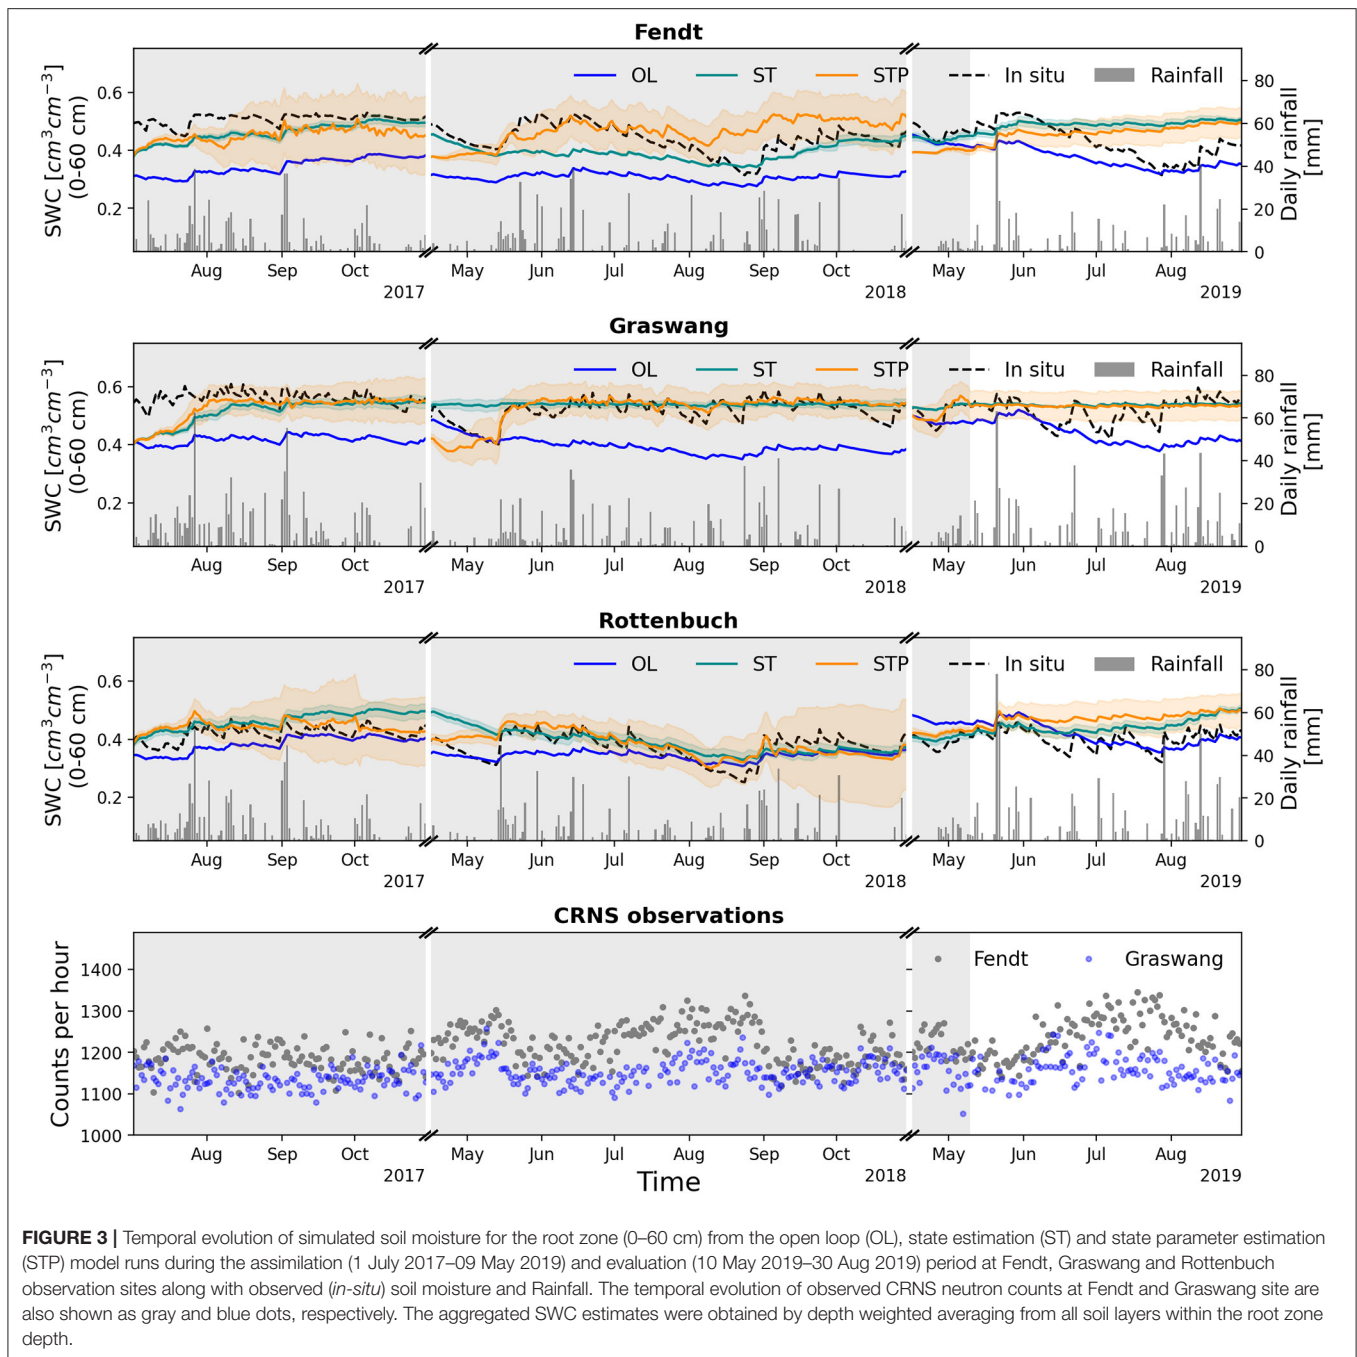 Fendt
OL ST STP In situ Rainfall
SWC [cm³cm⁻³]
(0-60 cm)
0.6
0.4
0.2
80
60
40
20
0
Daily rainfall
[mm]
Aug Sep Oct May Jun Jul Aug Sep Oct May Jun Jul Aug
2017 2018 2019
Graswang
OL ST STP In situ Rainfall
SWC [cm³cm⁻³]
(0-60 cm)
0.6
0.4
0.2
80
60
40
20
0
Daily rainfall
[mm]
Aug Sep Oct May Jun Jul Aug Sep Oct May Jun Jul Aug
2017 2018 2019
Rottenbuch
OL ST STP In situ Rainfall
SWC [cm³cm⁻³]
(0-60 cm)
0.6
0.4
0.2
80
60
40
20
0
Daily rainfall
[mm]
Aug Sep Oct May Jun Jul Aug Sep Oct May Jun Jul Aug
2017 2018 2019
CRNS observations
Fendt Graswang
Counts per hour
1400
1300
1200
1100
1000
Aug Sep Oct May Jun Jul Aug Sep Oct May Jun Jul Aug
2017 2018 2019
Time
FIGURE 3 | Temporal evolution of simulated soil moisture for the root zone (0–60 cm) from the open loop (OL), state estimation (ST) and state parameter estimation
(STP) model runs during the assimilation (1 July 2017–09 May 2019) and evaluation (10 May 2019–30 Aug 2019) period at Fendt, Graswang and Rottenbuch
observation sites along with observed (in-situ) soil moisture and Rainfall. The temporal evolution of observed CRNS neutron counts at Fendt and Graswang site are
also shown as gray and blue dots, respectively. The aggregated SWC estimates were obtained by depth weighted averaging from all soil layers within the root zone
depth.